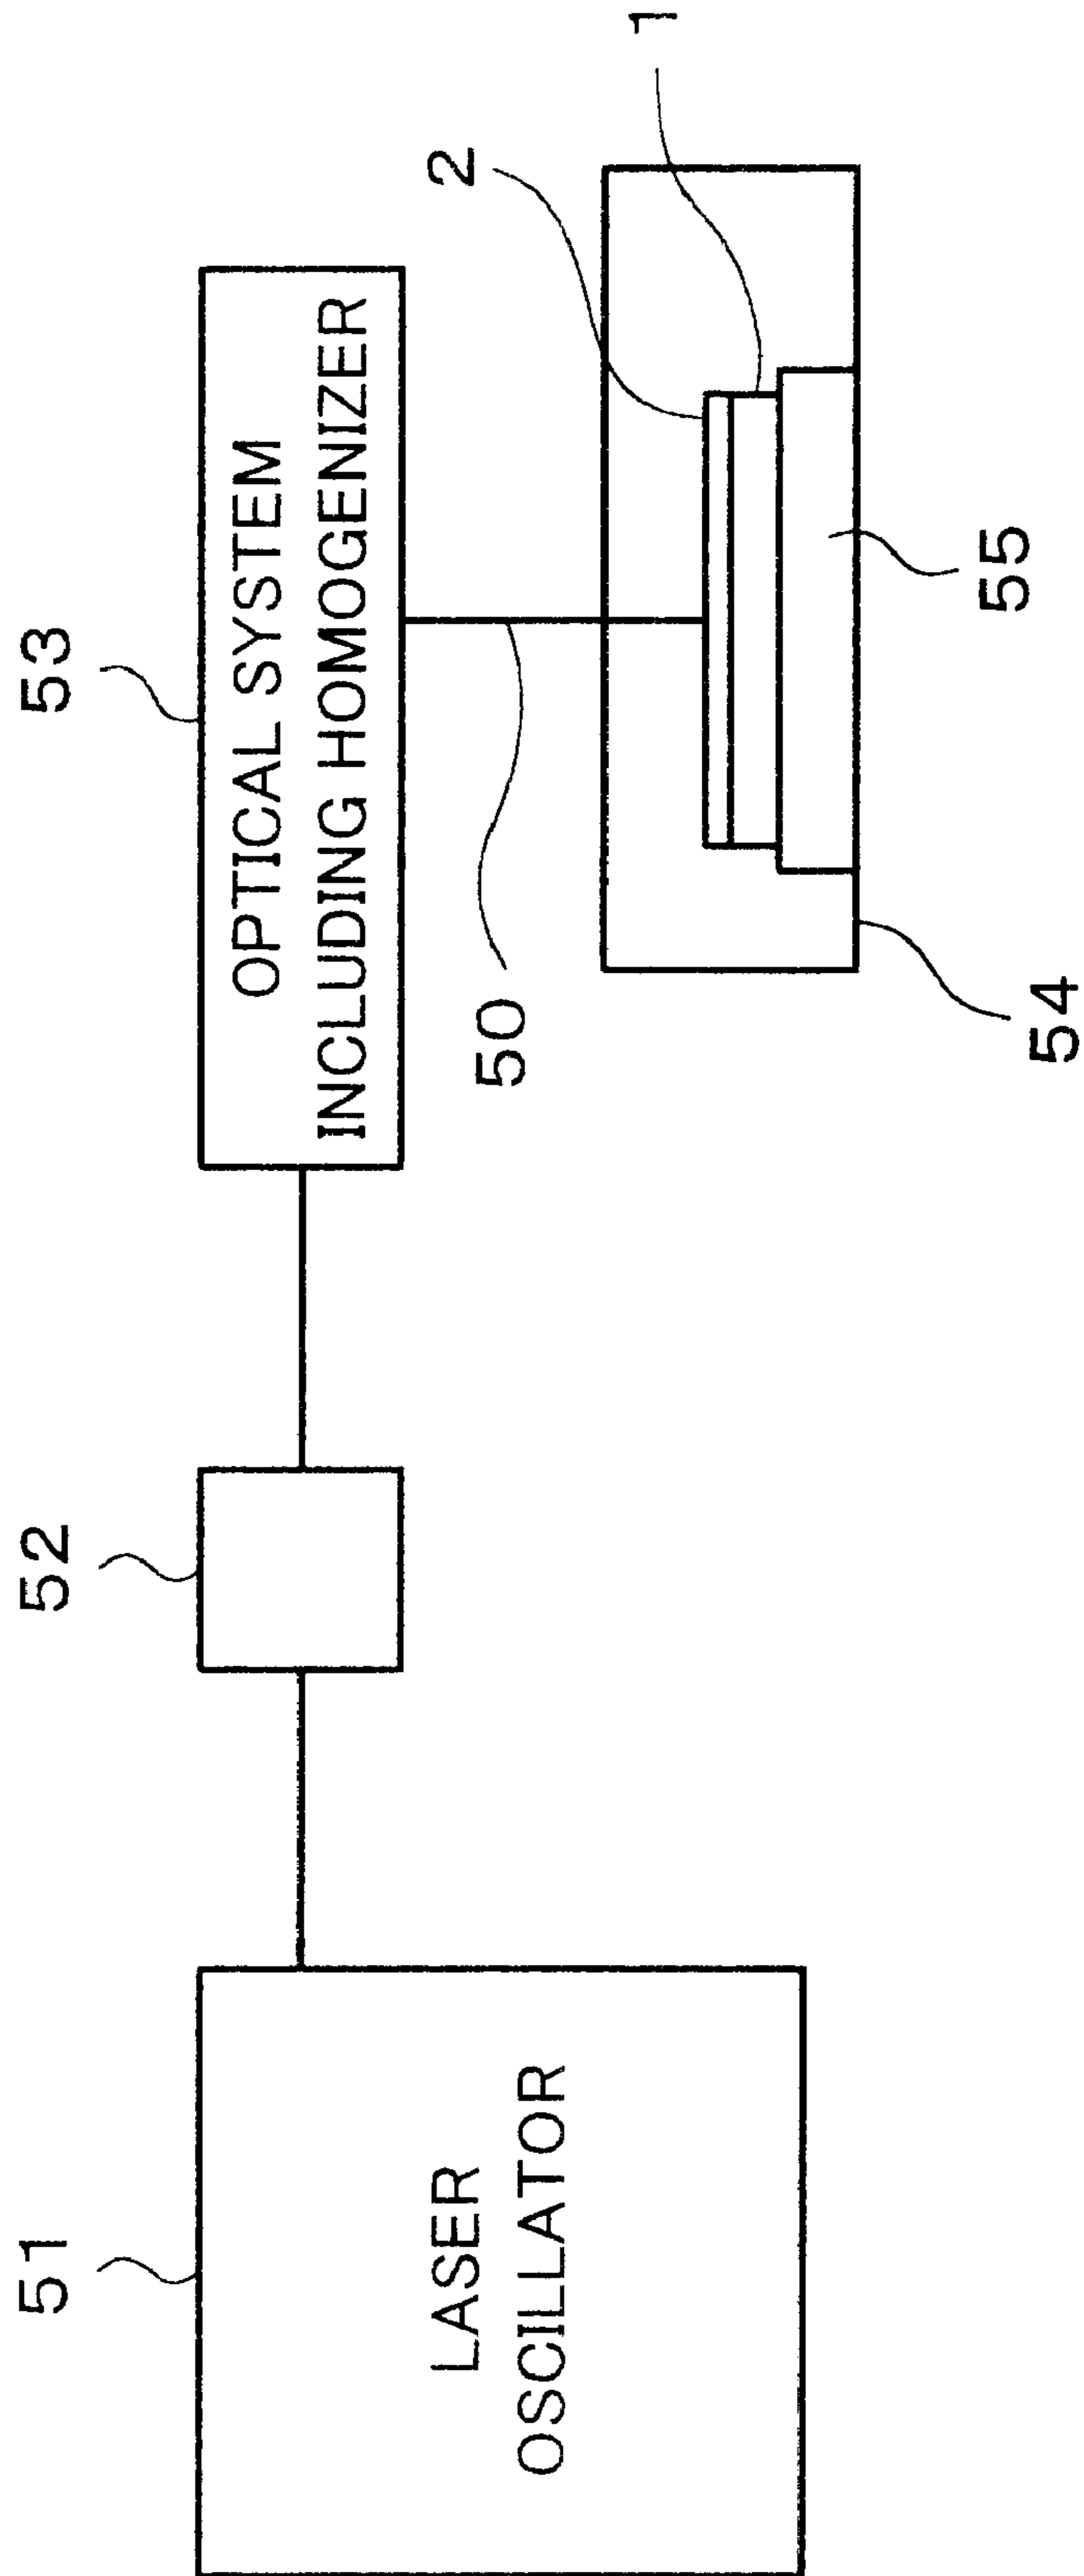 51
LASER
OSCILLATOR
52
53
OPTICAL SYSTEM
INCLUDING HOMOGENIZER
50
2
1
54
55